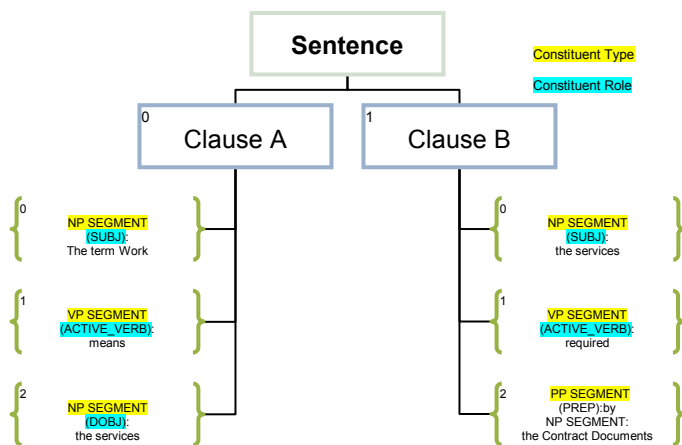 Sentence
Constituent Type
Constituent Role
0
Clause A
1
Clause B
0
NP SEGMENT
(SUBJ):
The term Work
1
VP SEGMENT
(ACTIVE_VERB):
means
2
NP SEGMENT
(DOBJ):
the services
0
NP SEGMENT
(SUBJ):
the services
1
VP SEGMENT
(ACTIVE_VERB):
required
2
PP SEGMENT
(PREP):by
NP SEGMENT:
the Contract Documents